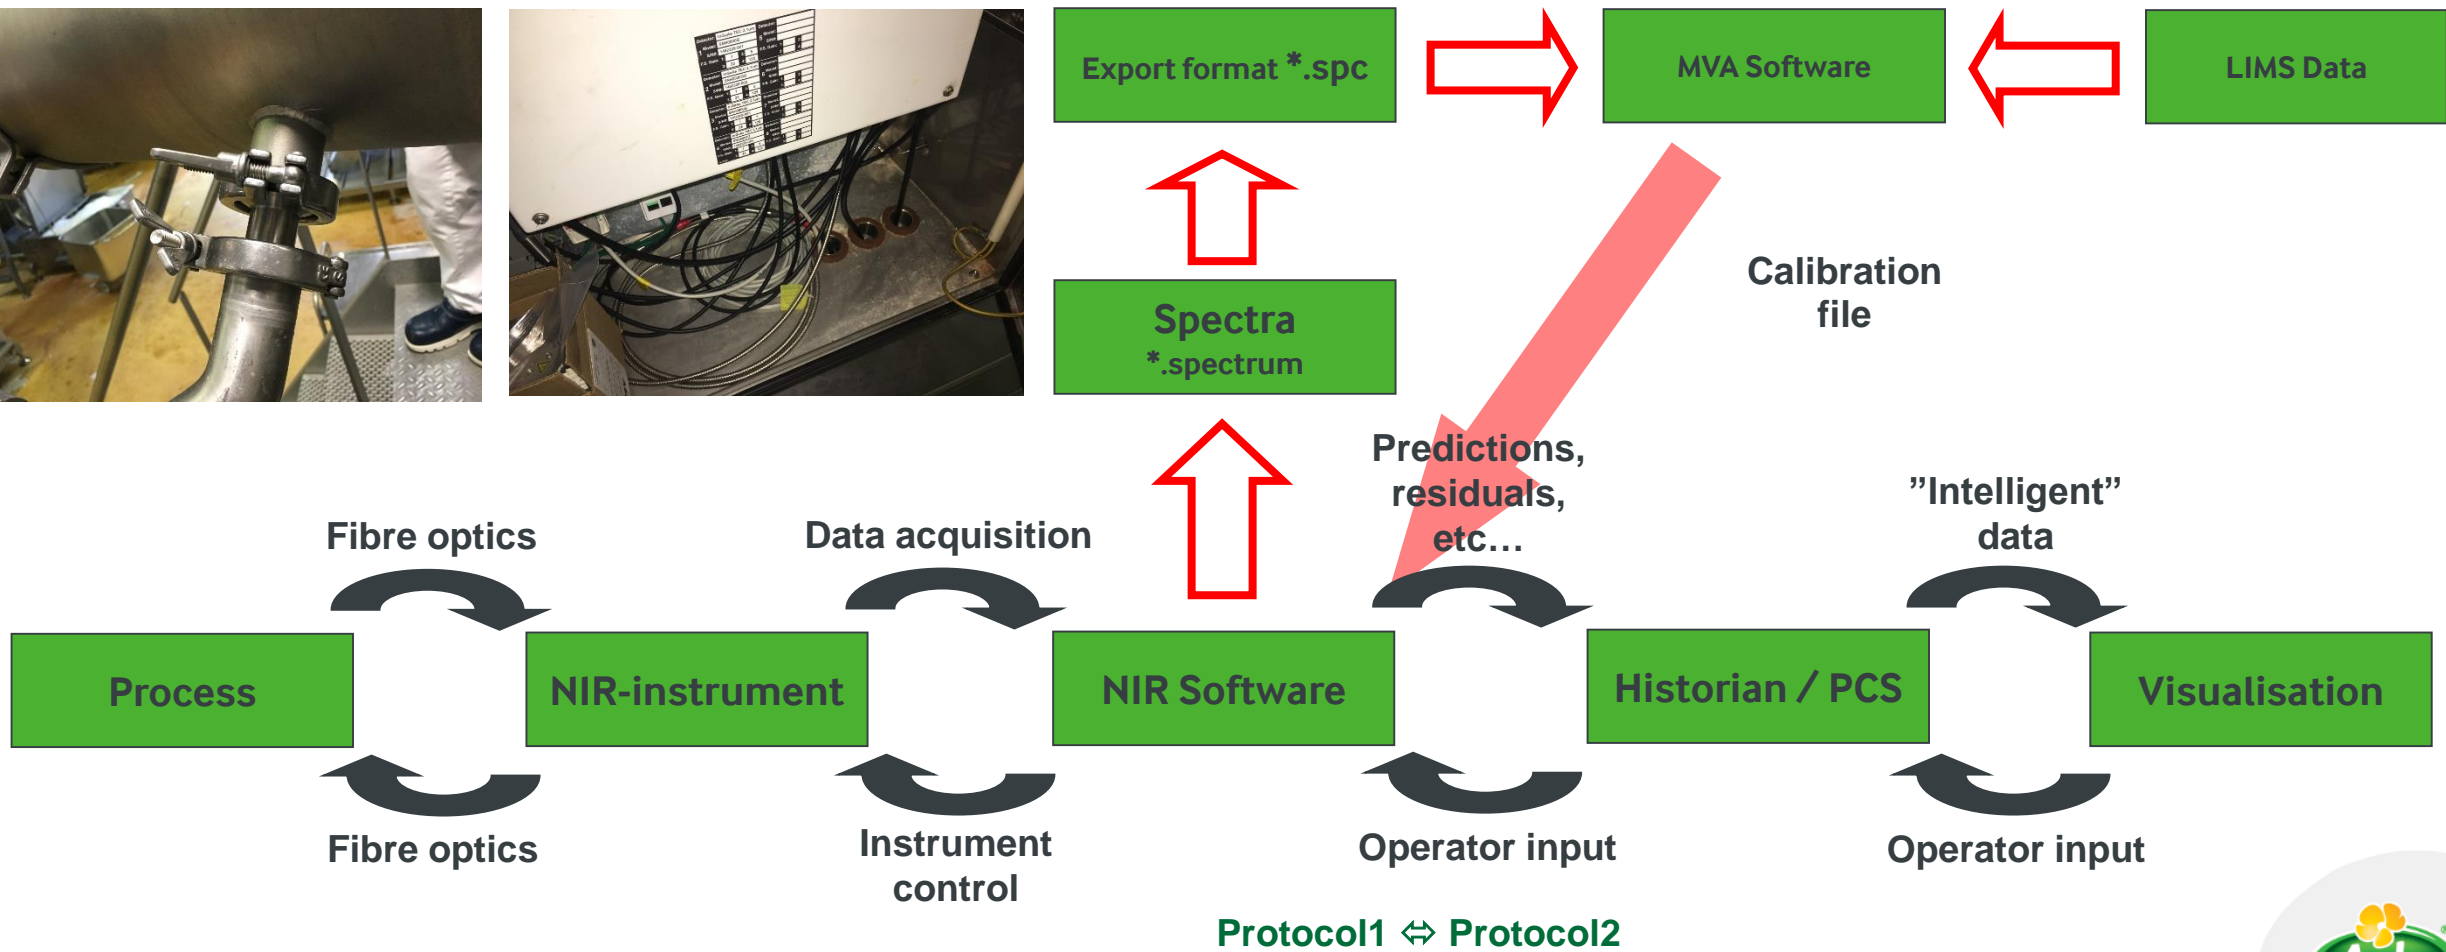 Export format *.spc
MVA Software
LIMS Data
Spectra
*.spectrum
Calibration
file
Predictions,
residuals,
etc...
"Intelligent"
data
Fibre optics
Data acquisition
Process
NIR-instrument
NIR Software
Historian / PCS
Visualisation
Fibre optics
Instrument
control
Operator input
Operator input
Protocol1 ⇔ Protocol2